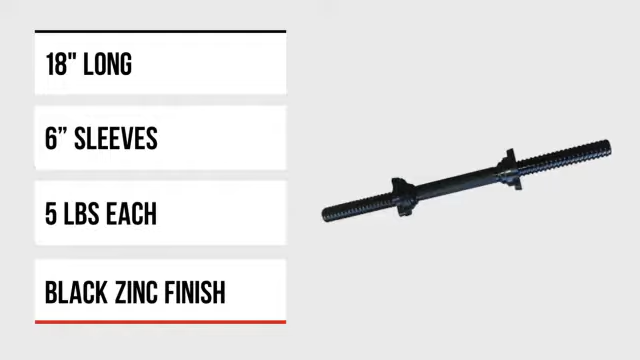 18" LONG
6” SLEEVES
5 LBS EACH
BLACK ZINC FINISH